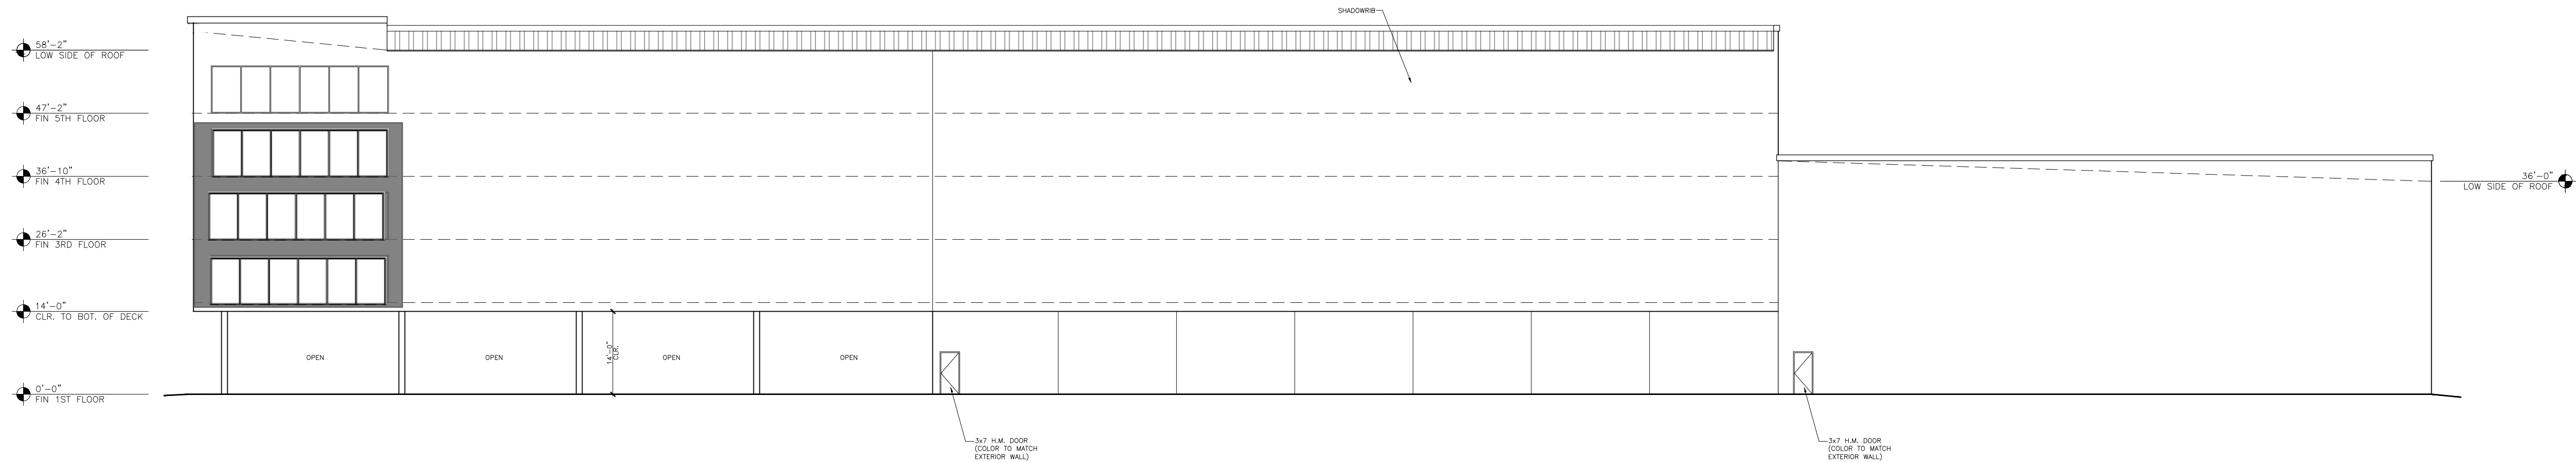 SHADOWRIB
58'-2"
LOW SIDE OF ROOF
47'-2"
FIN 5TH FLOOR
36'-10"
FIN 4TH FLOOR
36'-0"
LOW SIDE OF ROOF
26'-2"
FIN 3RD FLOOR
14'-0"
CLR. TO BOT. OF DECK
OPEN
OPEN
14'-0"
CLR.
OPEN
OPEN
0'-0"
FIN 1ST FLOOR
3x7 H.M. DOOR
(COLOR TO MATCH
EXTERIOR WALL)
3x7 H.M. DOOR
(COLOR TO MATCH
EXTERIOR WALL)